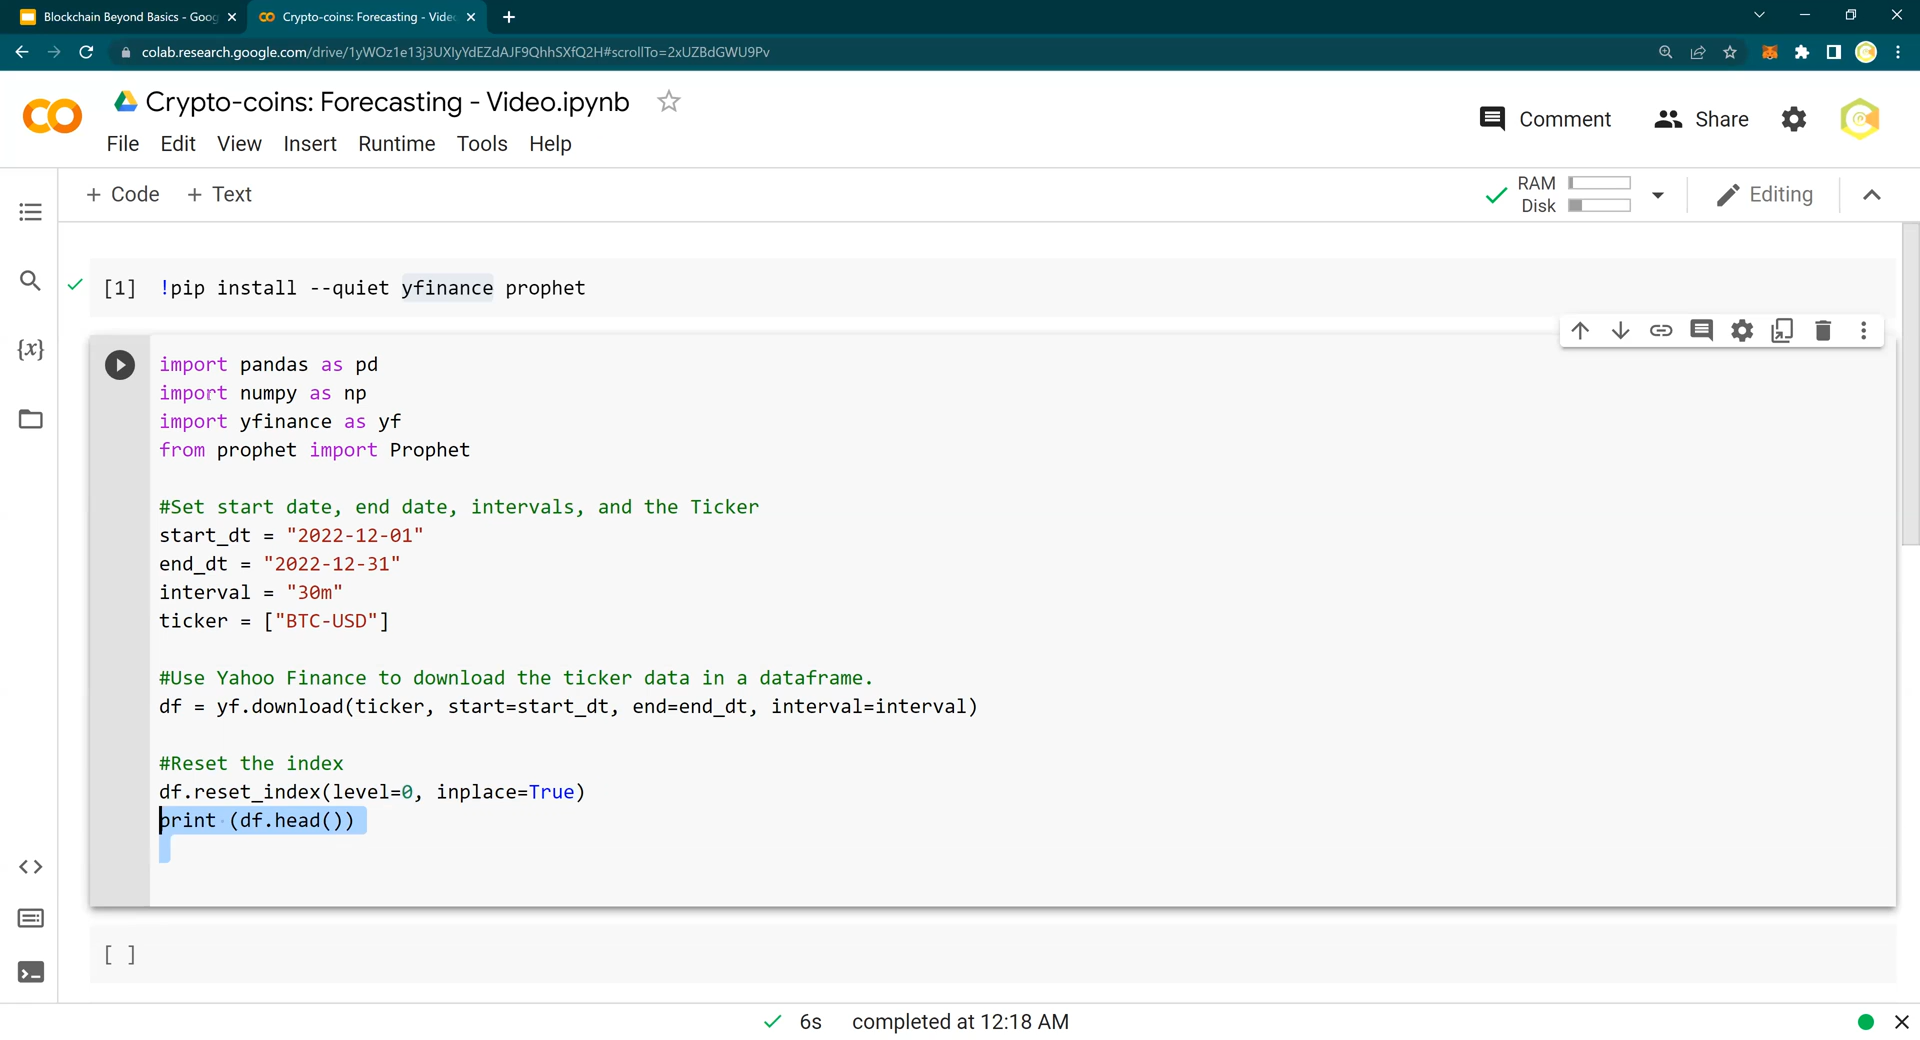 Blockchain Beyond Basics - Goog
Crypto-coins: Forecasting - Vide
colab.research.google.com/drive/1yWOz1e13j3UXIyYdEZdAJF9QhhSXfQ2H#scrollTo=2xUZBdGWU9Pv
Crypto-coins: Forecasting - Video.ipynb
File Edit View Insert Runtime Tools Help
Comment Share
+ Code + Text
RAM
Disk
Editing
[1] !pip install --quiet yfinance prophet
import pandas as pd
import numpy as np
import yfinance as yf
from prophet import Prophet
#Set start date, end date, intervals, and the Ticker
start_dt = "2022-12-01"
end_dt = "2022-12-31"
interval = "30m"
ticker = ["BTC-USD"]
#Use Yahoo Finance to download the ticker data in a dataframe.
df = yf.download(ticker, start=start_dt, end=end_dt, interval=interval)
#Reset the index
df.reset_index(level=0, inplace=True)
print (df.head())
[ ]
6s completed at 12:18 AM